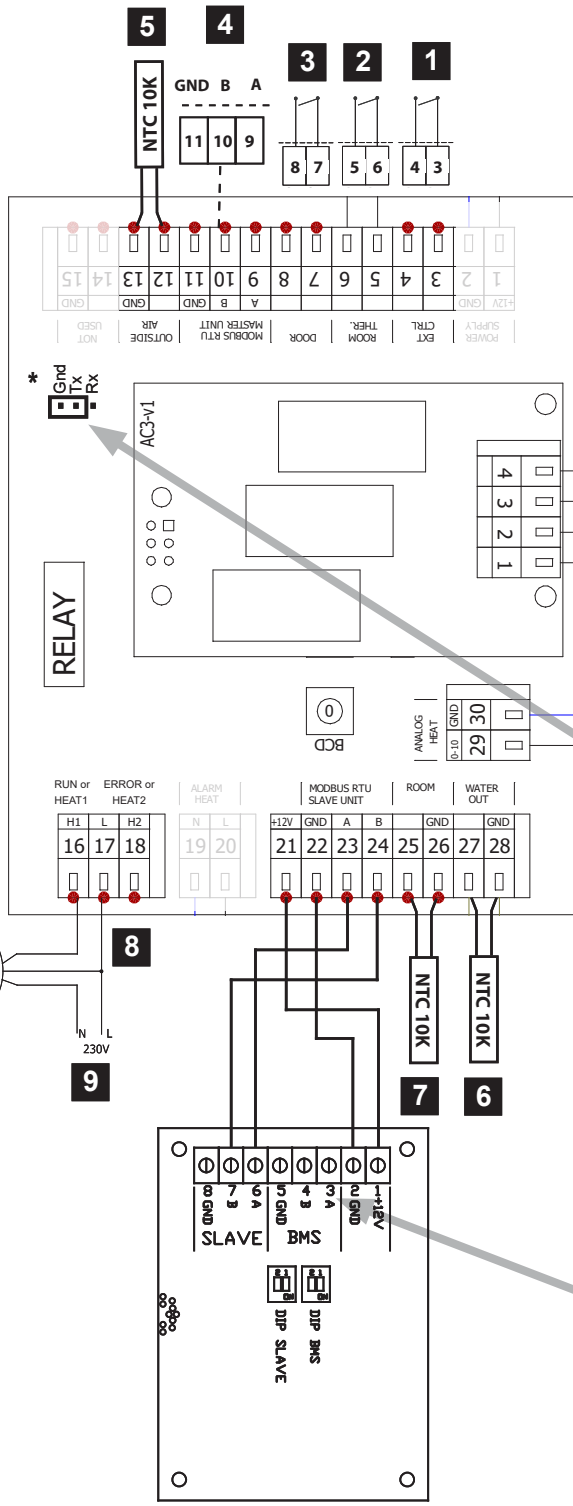 5 4 3 2 1
NTC 10K
GND B A
11 10 9
8 7
5 6
4 3
15 14 13 12 11 10 9 8 7 6 5 4 3 2 1
GND GND GND B A GND +12V
NOT USED
OUTSIDE AIR
MODBUS RTU MASTER UNIT
DOOR
ROOM THER.
EXT CTRL
POWER SUPPLY
*
Gnd
Tx
Rx
AC3-v1
4
3
2
1
RELAY
0
BCD
ANALOG HEAT
GND 30
0-10 29
RUN or HEAT1
ERROR or HEAT2
ALARM HEAT
MODBUS RTU SLAVE UNIT
ROOM
WATER OUT
H1 L H2 N L +12V GND A B GND GND
16 17 18 19 20 21 22 23 24 25 26 27 28
8
N L
230V
9
NTC 10K
NTC 10K
7 6
8 7 6 5 4 3 2 1
GND B A GND B A GND +12V
SLAVE BMS
2 1
ON
2 1
ON
DIP SLAVE
DIP BMS